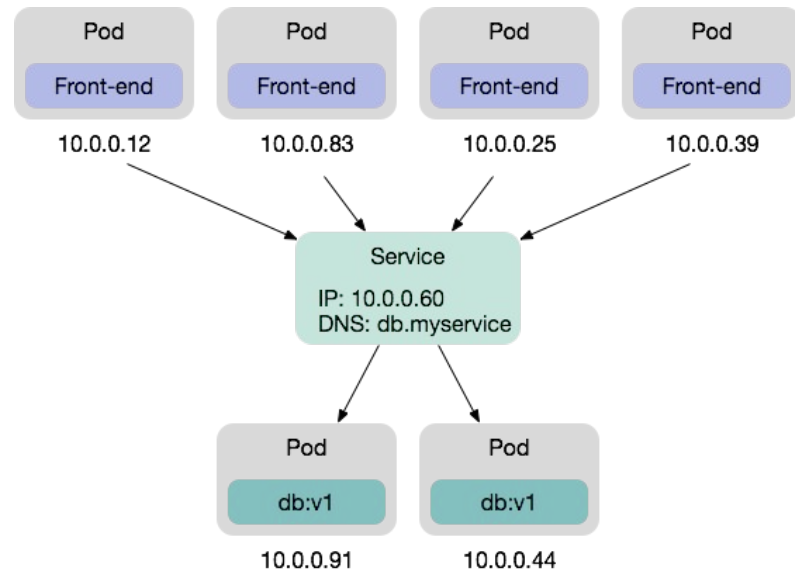 Pod
Front-end
10.0.0.12
Pod
Front-end
10.0.0.83
Pod
Front-end
10.0.0.25
Pod
Front-end
10.0.0.39
Service
IP: 10.0.0.60
DNS: db.myservice
Pod
db:v1
10.0.0.91
Pod
db:v1
10.0.0.44